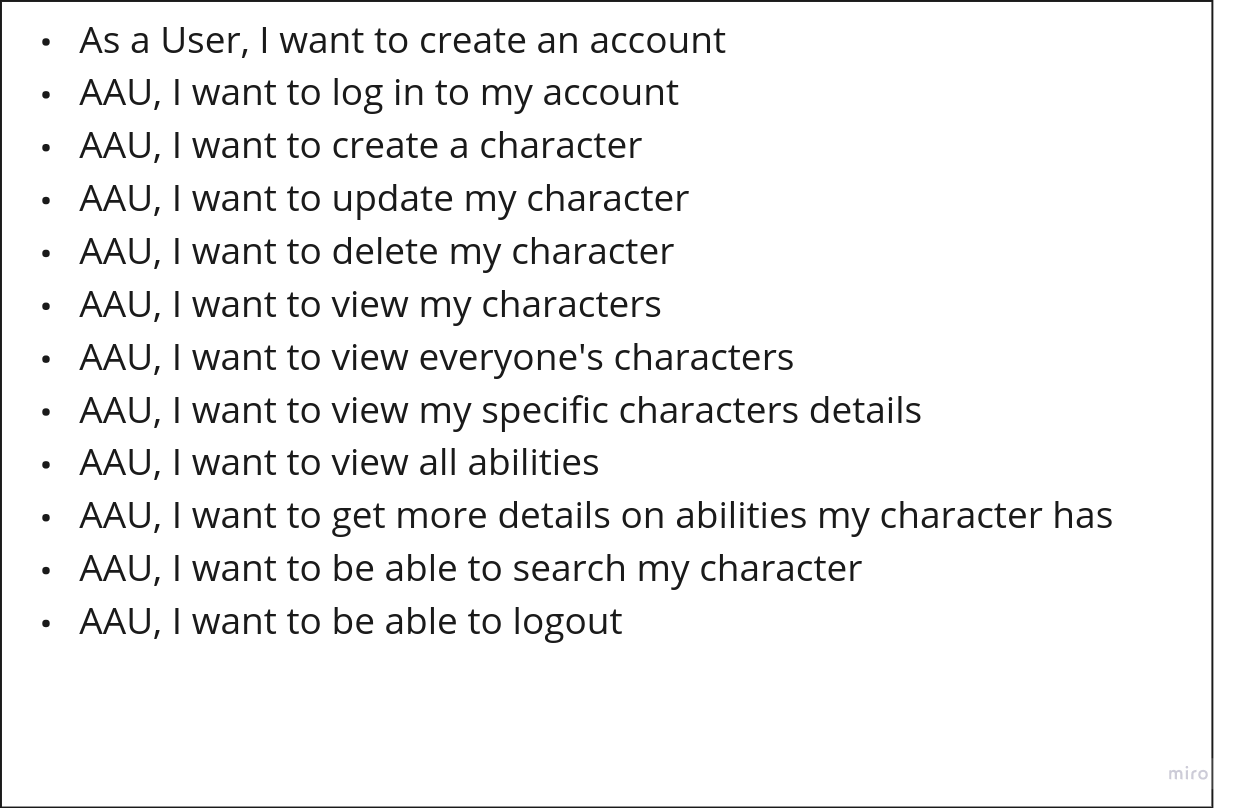 • As a User, I want to create an account
• AAU, I want to log in to my account
• AAU, I want to create a character
• AAU, I want to update my character
• AAU, I want to delete my character
• AAU, I want to view my characters
• AAU, I want to view everyone's characters
• AAU, I want to view my specific characters details
• AAU, I want to view all abilities
• AAU, I want to get more details on abilities my character has
• AAU, I want to be able to search my character
• AAU, I want to be able to logout
miro